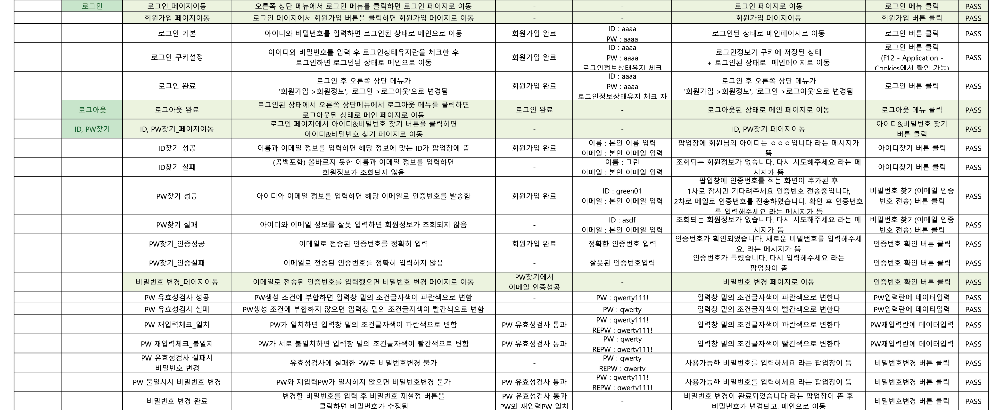 로그인 로그인_페이지이동 오른쪽 상단 메뉴에서 로그인 메뉴를 클릭하면 로그인 페이지로 이동 - - 로그인 페이지로 이동 로그인 메뉴 클릭 PASS
회원가입 페이지이동 로그인 페이지에서 회원가입 버튼을 클릭하면 회원가입 페이지로 이동 - - 회원가입 페이지이동 회원가입 버튼 클릭 PASS
로그인_기본 아이디와 비밀번호를 입력하면 로그인된 상태로 메인으로 이동 회원가입 완료
ID : aaaa
PW : aaaa
로그인된 상태로 메인페이지로 이동 로그인 버튼 클릭 PASS
로그인_쿠키설정
아이디와 비밀번호를 입력 후 로그인상태유지란을 체크한 후
로그인하면 로그인된 상태로 메인으로 이동
회원가입 완료
ID : aaaa
PW : aaaa
로그인정보상태유지 체크
로그인정보가 쿠키에 저장된 상태
+ 로그인된 상태로 메인페이지로 이동
로그인 버튼 클릭
(F12 - Application -
Cookies에서 확인 가능)
PASS
로그인 완료
로그인 후 오른쪽 상단 메뉴가
'회원가입->회원정보', '로그인->로그아웃'으로 변경됨
회원가입 완료
ID : aaaa
PW : aaaa
로그인정보상태유지 체크 자
로그인 후 오른쪽 상단 메뉴가
'회원가입->회원정보', '로그인->로그아웃'으로 변경됨
로그인 버튼 클릭 PASS
로그아웃 로그아웃 완료
로그인된 상태에서 오른쪽 상단메뉴에서 로그아웃 메뉴를 클릭하면
로그아웃된 상태로 메인 페이지로 이동
로그인 완료 - 로그아웃된 상태로 메인 페이지로 이동 로그아웃 메뉴 클릭 PASS
ID, PW찾기 ID, PW찾기_페이지이동
로그인 페이지에서 아이디&비밀번호 찾기 버튼을 클릭하면
아이디&비밀번호 찾기 페이지로 이동
- - ID, PW찾기 페이지이동
아이디&비밀번호 찾기
버튼 클릭
PASS
ID찾기 성공 이름과 이메일 정보를 입력하면 해당 정보에 맞는 ID가 팝업창에 뜸 회원가입 완료
이름 : 본인 이름 입력
이메일 : 본인 이메일 입력
팝업창에 회원님의 아이디는 ㅇㅇㅇ입니다 라는 메시지가
뜸
아이디찾기 버튼 클릭 PASS
ID찾기 실패
(공백포함) 올바르지 못한 이름과 이메일 정보를 입력하면
회원정보가 조회되지 않음
-
이름 : 그린
이메일 : 본인 이메일 입력
조회되는 회원정보가 없습니다. 다시 시도해주세요 라는 메
시지가 뜸
아이디찾기 버튼 클릭 PASS
PW찾기 성공 아이디와 이메일 정보를 입력하면 해당 이메일로 인증번호를 발송함 회원가입 완료
ID : green01
이메일 : 본인 이메일 입력
팝업창에 인증번호를 적는 화면이 추가된 후
1차로 잠시만 기다려주세요 인증번호 전송중입니다,
2차로 메일로 인증번호를 전송하였습니다. 확인 후 인증번호
를 입력해주세요 라는 메시지가 뜸
비밀번호 찾기(이메일 인증
번호 전송) 버튼 클릭
PASS
PW찾기 실패 아이디와 이메일 정보를 잘못 입력하면 회원정보가 조회되지 않음 -
ID : asdf
이메일 : 본인 이메일 입력
조회되는 회원정보가 없습니다. 다시 시도해주세요 라는 메
시지가 뜸
비밀번호 찾기(이메일 인증
번호 전송) 버튼 클릭
PASS
PW찾기_인증성공 이메일로 전송된 인증번호를 정확히 입력 회원가입 완료 정확한 인증번호 입력
인증번호가 확인되었습니다. 새로운 비밀번호를 입력해주세
요. 라는 메시지가 뜸
인증번호 확인 버튼 클릭 PASS
PW찾기_인증실패 이메일로 전송된 인증번호를 정확히 입력하지 않음 - 잘못된 인증번호입력
인증번호가 틀렸습니다. 다시 입력해주세요 라는
팝업창이 뜸
인증번호 확인 버튼 클릭 PASS
비밀번호 변경_페이지이동 이메일로 전송된 인증번호를 입력했으면 비밀번호 변경 페이지로 이동
PW찾기에서
이메일 인증성공
- 비밀번호 변경 페이지로 이동 인증번호 확인 버튼 클릭 PASS
PW 유효성검사 성공 PW생성 조건에 부합하면 입력창 밑의 조건글자색이 파란색으로 변함 - PW : qwerty111! 입력창 밑의 조건글자색이 파란색으로 변한다 PW입력란에 데이터입력 PASS
PW 유효성검사 실패 PW생성 조건에 부합하지 않으면 입력창 밑의 조건글자색이 빨간색으로 변함 - PW : qwerty 입력창 밑의 조건글자색이 빨간색으로 변한다 PW입력란에 데이터입력 PASS
PW 재입력체크_일치 PW가 일치하면 입력창 밑의 조건글자색이 파란색으로 변함 PW 유효성검사 통과
PW : qwerty111!
REPW : qwerty111!
입력창 밑의 조건글자색이 파란색으로 변한다 PW재입력란에 데이터입력 PASS
PW 재입력체크_불일치 PW가 서로 불일치하면 입력창 밑의 조건글자색이 빨간색으로 변함 PW 유효성검사 통과
PW : qwerty
REPW : qwerty111!
입력창 밑의 조건글자색이 빨간색으로 변한다 PW재입력란에 데이터입력 PASS
PW 유효성검사 실패시
비밀번호 변경
유효성검사에 실패한 PW로 비밀번호변경 불가 -
PW : qwerty
REPW : qwerty
사용가능한 비밀번호를 입력하세요 라는 팝업창이 뜸 비밀번호변경 버튼 클릭 PASS
PW 불일치시 비밀번호 변경 PW와 재입력PW가 일치하지 않으면 비밀번호변경 불가 PW 유효성검사 통과
PW : qwerty111!
REPW : qwerty111!
사용가능한 비밀번호를 입력하세요 라는 팝업창이 뜸 비밀번호변경 버튼 클릭 PASS
비밀번호 변경 완료
변경할 비밀번호를 입력 후 비밀번호 재설정 버튼을
클릭하면 비밀번호가 수정됨
PW 유효성검사 통과
PW와 재입력PW 일치
-
비밀번호 변경이 완료되었습니다 라는 팝업창이 뜬 후
비밀번호가 변경되고, 메인으로 이동
비밀번호변경 버튼 클릭 PASS